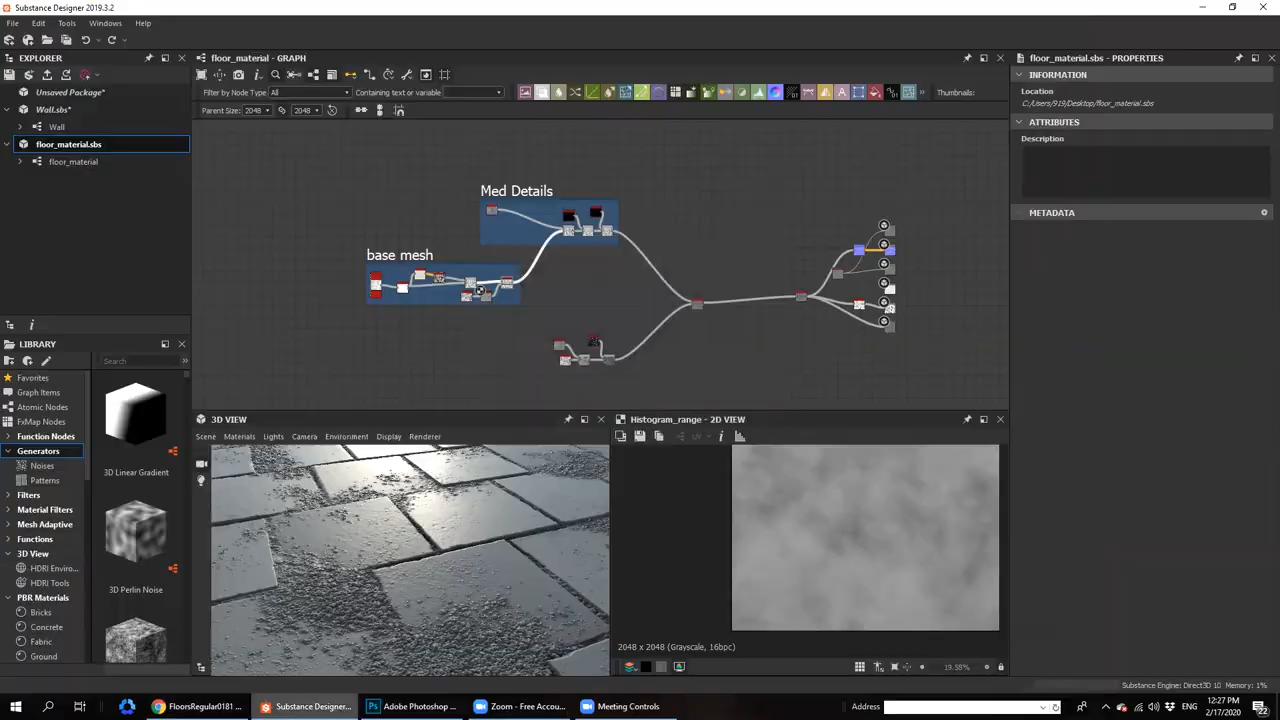 Substance Designer 2019.3.2
File Edit Tools Windows Help
EXPLORER
Unsaved Package*
Wall.sbs*
Wall
floor_material.sbs
floor_material
floor_material - GRAPH
Filter by Node Type All Containing text or variable Thumbnails:
Parent Size: 2048 2048
Med Details
base mesh
floor_material.sbs - PROPERTIES
INFORMATION
Location
C:/Users/919/Desktop/floor_material.sbs
ATTRIBUTES
Description
METADATA
LIBRARY
Search
Favorites
Graph Items
Atomic Nodes
FxMap Nodes
Function Nodes
Generators
Noises
Patterns
Filters
Material Filters
Mesh Adaptive
Functions
3D View
HDRI Enviro...
HDRI Tools
PBR Materials
Bricks
Concrete
Fabric
Ground
3D Linear Gradient
3D Perlin Noise
3D VIEW
Scene Materials Lights Camera Environment Display Renderer
Histogram_range - 2D VIEW
UV
2048 x 2048 (Grayscale, 16bpc)
19.58%
Substance Engine: Direct3D 10 Memory: 1%
FloorsRegular0181 ...
Substance Designer...
Adobe Photoshop ...
Zoom - Free Accou...
Meeting Controls
Address
12:27 PM
2/17/2020
22